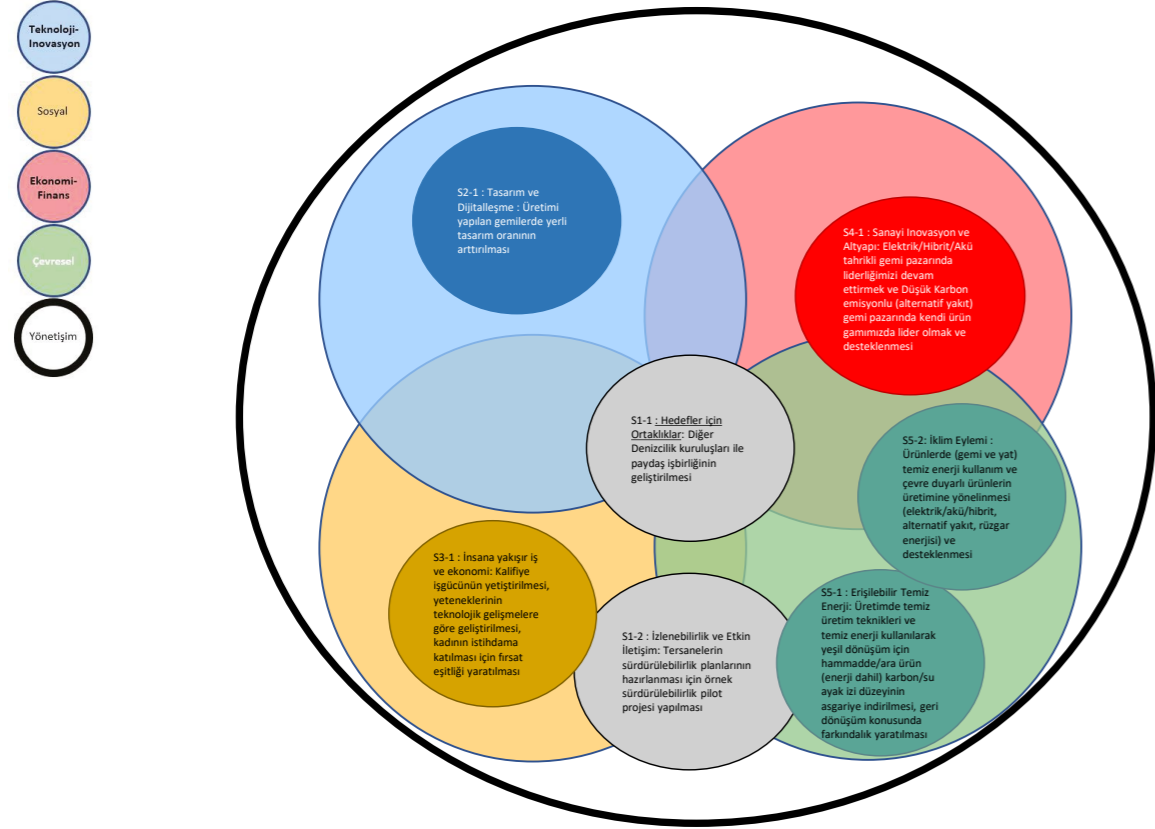 Teknoloji-
Inovasyon
Sosyal
Ekonomi-
Finans
Çevresel
Yönetişim
S2-1 : Tasarım ve
Dijitalleşme : Üretimi
yapılan gemilerde yerli
tasarım oranının
arttırılması
S4-1 : Sanayi Inovasyon ve
Altyapı: Elektrik/Hibrit/Akü
tahrikli gemi pazarında
liderliğimizi devam
ettirmek ve Düşük Karbon
emisyonlu (alternatif yakıt)
gemi pazarında kendi ürün
gamımızda lider olmak ve
desteklenmesi
S1-1 : Hedefler için
Ortaklıklar: Diğer
Denizcilik kuruluşları ile
paydaş işbirliğinin
geliştirilmesi
S5-2: İklim Eylemi :
Ürünlerde (gemi ve yat)
temiz enerji kullanım ve
çevre duyarlı ürünlerin
üretimine yönelinmesi
(elektrik/akü/hibrit,
alternatif yakıt, rüzgar
enerjisi) ve
desteklenmesi
S3-1 : İnsana yakışır iş
ve ekonomi: Kalifiye
işgücünün yetiştirilmesi,
yeteneklerinin
teknolojik gelişmelere
göre geliştirilmesi,
kadının istihdama
katılması için fırsat
eşitliği yaratılması
S1-2 : İzlenebilirlik ve Etkin
İletişim: Tersanelerin
sürdürülebilirlik planlarının
hazırlanması için örnek
sürdürülebilirlik pilot
projesi yapılması
S5-1 : Erişilebilir Temiz
Enerji: Üretimde temiz
üretim teknikleri ve
temiz enerji kullanılarak
yeşil dönüşüm için
hammadde/ara ürün
(enerji dahil) karbon/su
ayak izi düzeyinin
asgariye indirilmesi, geri
dönüşüm konusunda
farkındalık yaratılması